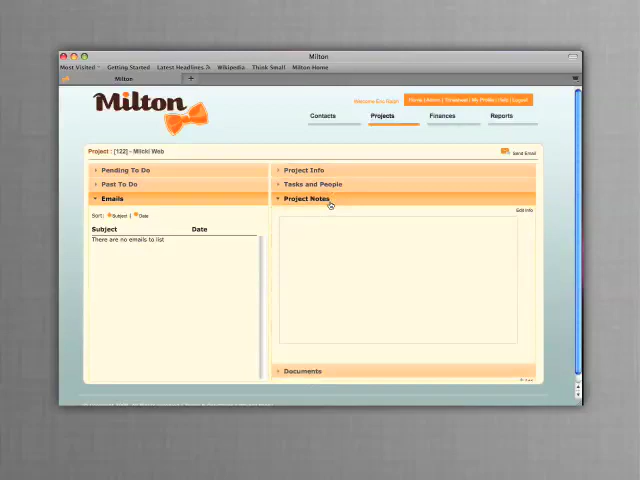 Milton
Most Visited Getting Started Latest Headlines Wikipedia Think Small Milton Home
Milton +
Milton
Welcome Eric Ralph
Home | Admin | Timesheet | My Profile | Help | Logout
Contacts Projects Finances Reports
Project : [122] - Milcki Web
Send Email
Pending To Do
Project Info
Past To Do
Tasks and People
Emails
Project Notes
Sort: Subject | Date
Edit Info
Subject Date
There are no emails to list
Documents